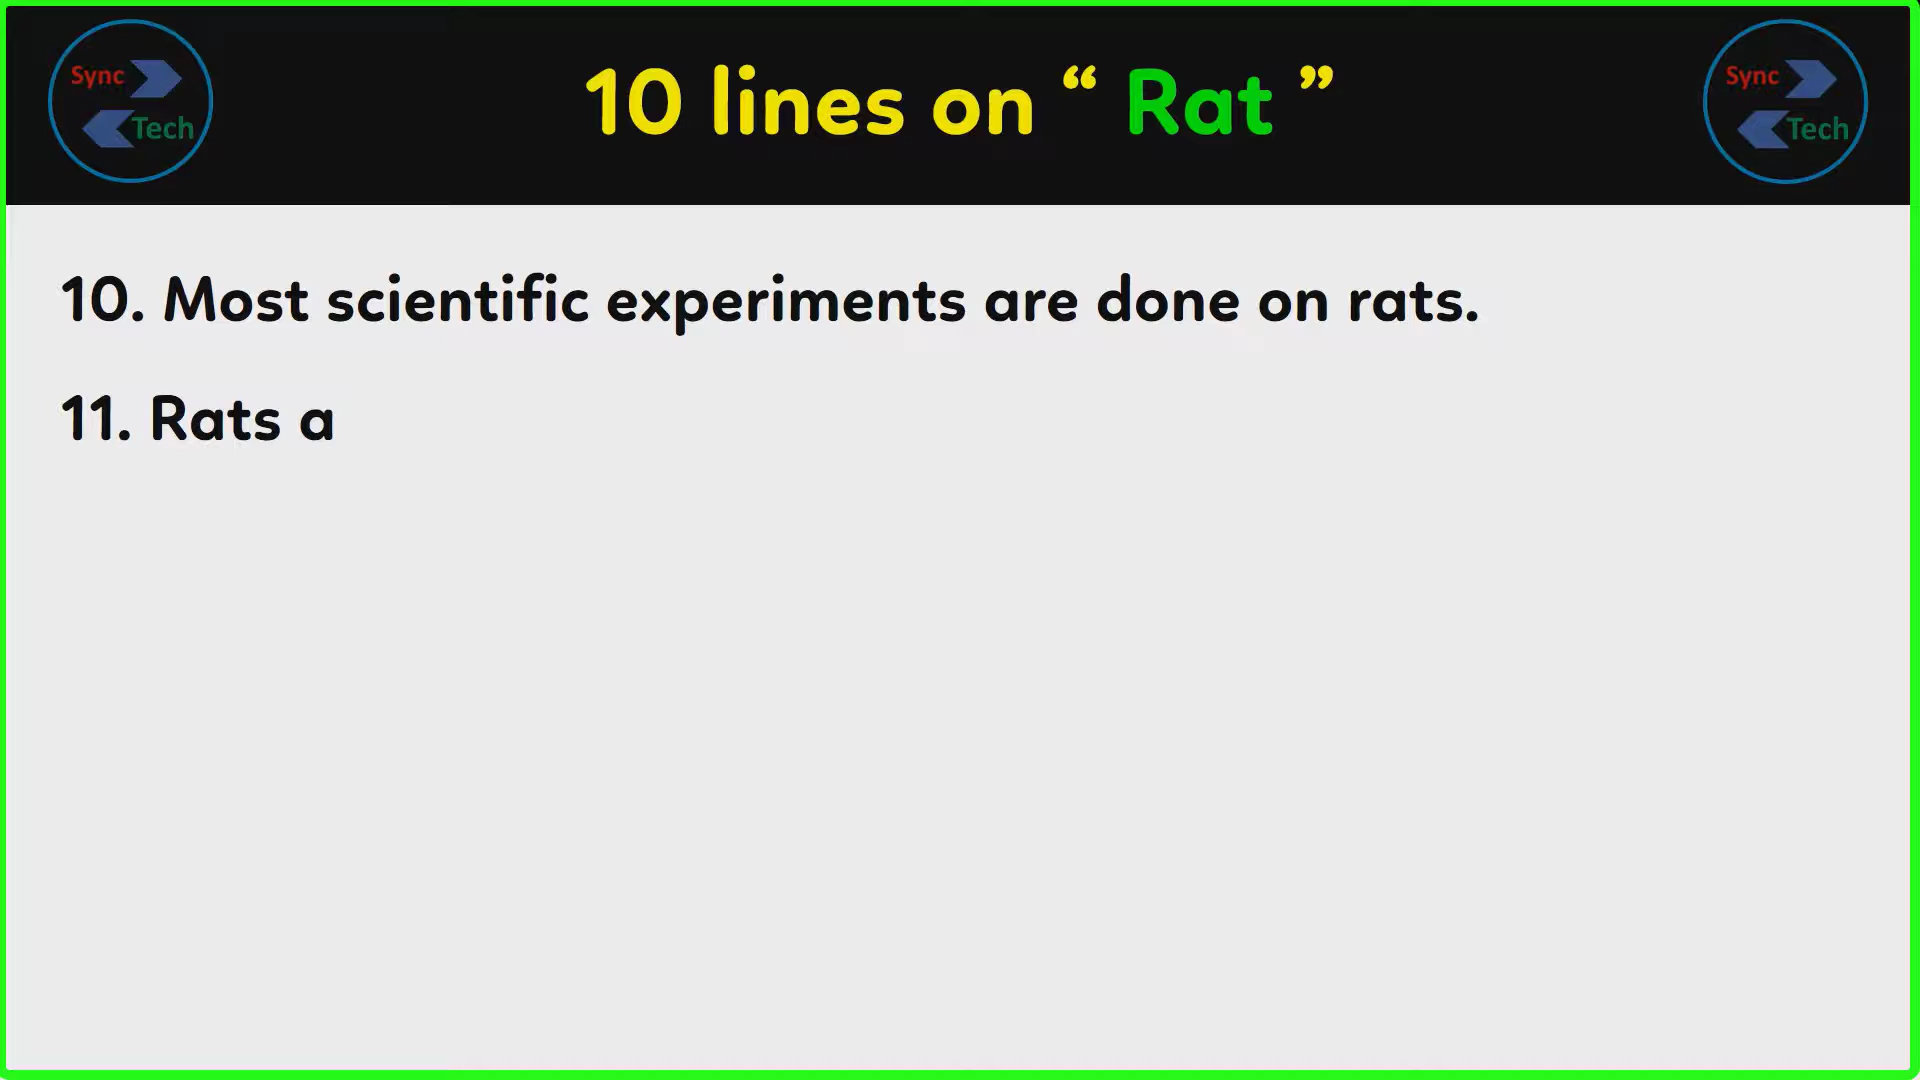 Sync
Tech
10 lines on “ Rat ”
Sync
Tech
10. Most scientific experiments are done on rats.
11. Rats a